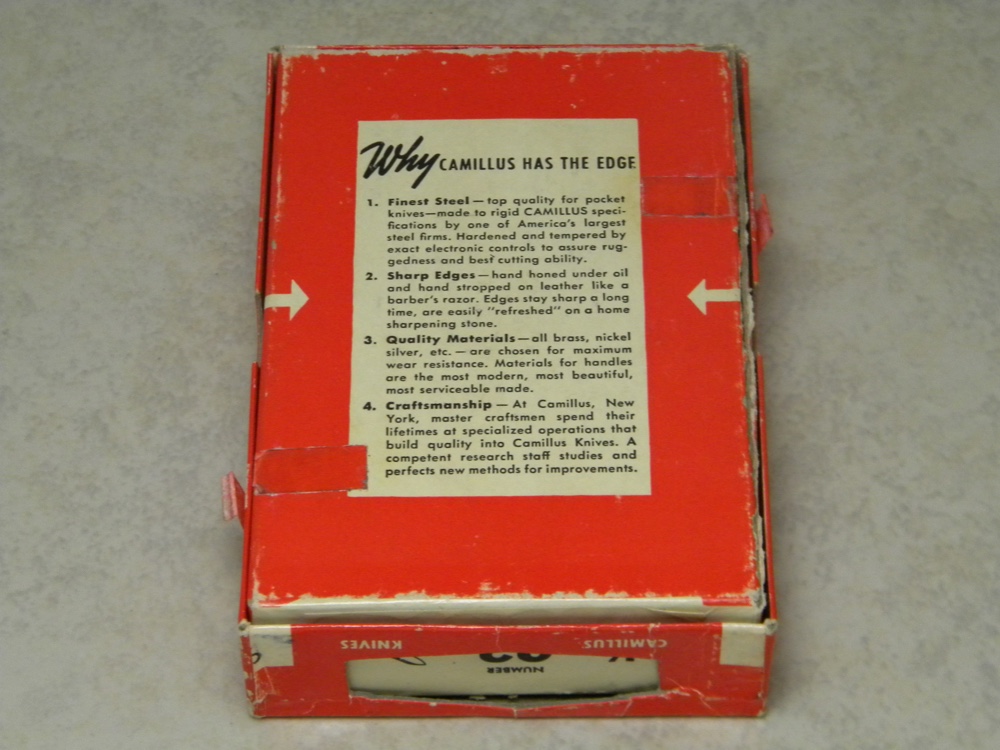 Why CAMILLUS HAS THE EDGE
1. Finest Steel — top quality for pocket
knives—made to rigid CAMILLUS speci-
fications by one of America's largest
steel firms. Hardened and tempered by
exact electronic controls to assure rug-
gedness and best cutting ability.
2. Sharp Edges — hand honed under oil
and hand stropped on leather like a
barber's razor. Edges stay sharp a long
time, are easily "refreshed" on a home
sharpening stone.
3. Quality Materials — all brass, nickel
silver, etc. — are chosen for maximum
wear resistance. Materials for handles
are the most modern, most beautiful,
most serviceable made.
4. Craftsmanship — At Camillus, New
York, master craftsmen spend their
lifetimes at specialized operations that
build quality into Camillus Knives. A
competent research staff studies and
perfects new methods for improvements.
CAMILLUS KNIVES
NUMBER